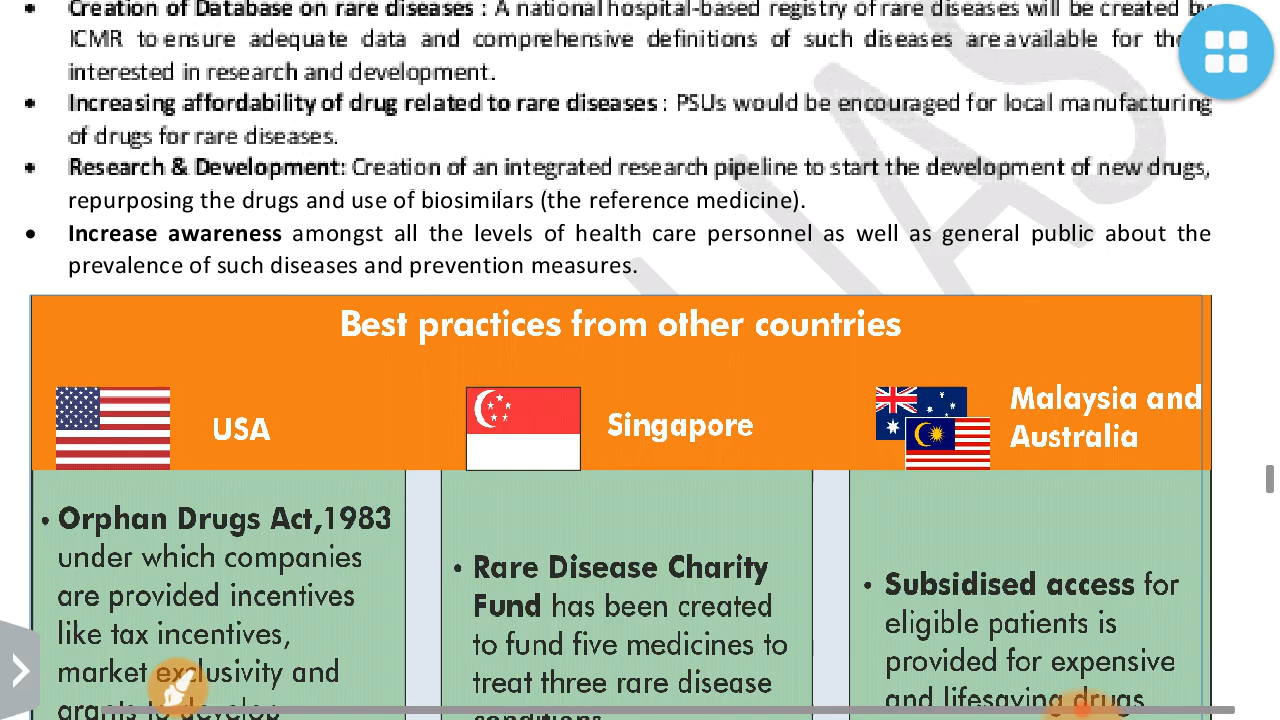 • Creation of Database on rare diseases : A national hospital-based registry of rare diseases will be created by
ICMR to ensure adequate data and comprehensive definitions of such diseases are available for
interested in research and development.
• Increasing affordability of drug related to rare diseases : PSUs would be encouraged for local manufacturing
of drugs for rare diseases.
• Research & Development: Creation of an integrated research pipeline to start the development of new drugs,
repurposing the drugs and use of biosimilars (the reference medicine).
• Increase awareness amongst all the levels of health care personnel as well as general public about the
prevalence of such diseases and prevention measures.
IAS
Best practices from other countries
USA
Singapore
Malaysia and
Australia
• Orphan Drugs Act,1983
under which companies
are provided incentives
like tax incentives,
market exclusivity and
grants to develop
• Rare Disease Charity
Fund has been created
to fund five medicines to
treat three rare disease
conditions
• Subsidised access for
eligible patients is
provided for expensive
and lifesaving drugs